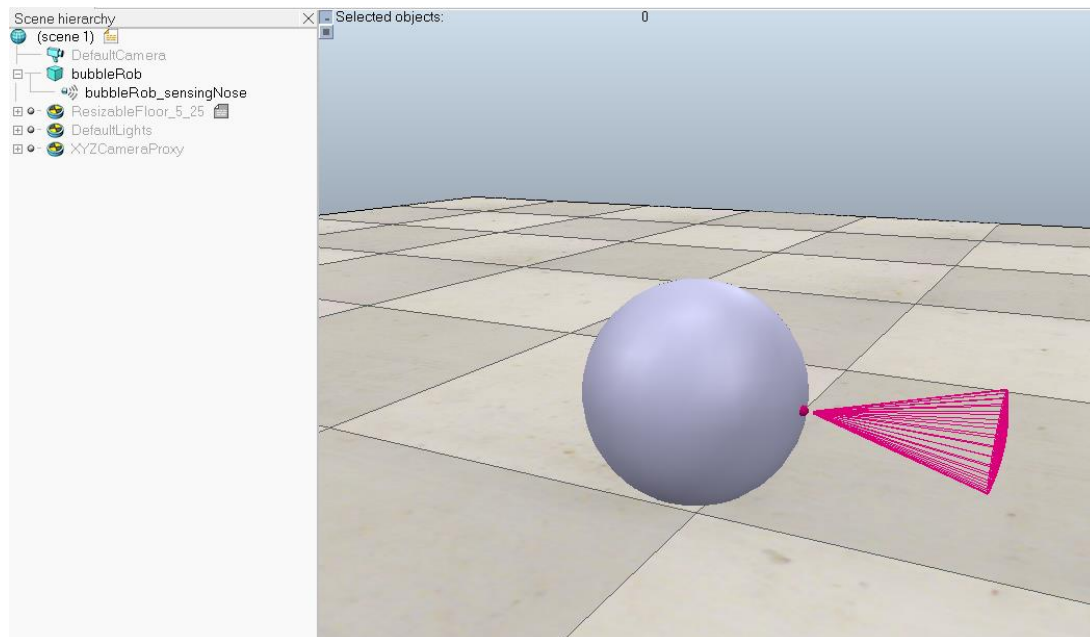 Scene hierarchy
Selected objects: 0
(scene 1)
DefaultCamera
bubbleRob
bubbleRob_sensingNose
ResizableFloor_5_25
DefaultLights
XYZCameraProxy